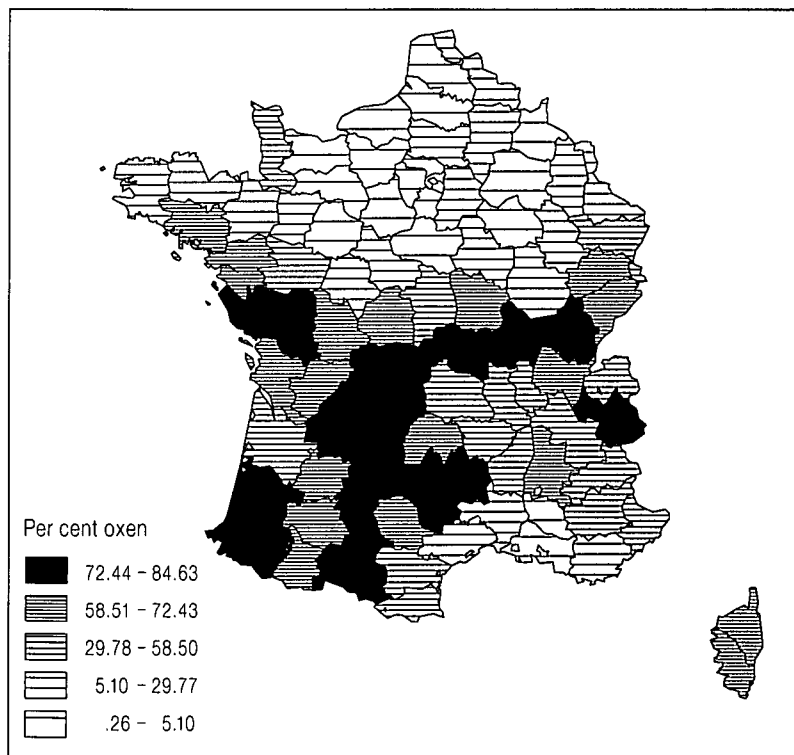 Per cent oxen
72.44 – 84.63
58.51 – 72.43
29.78 – 58.50
5.10 – 29.77
.26 – 5.10